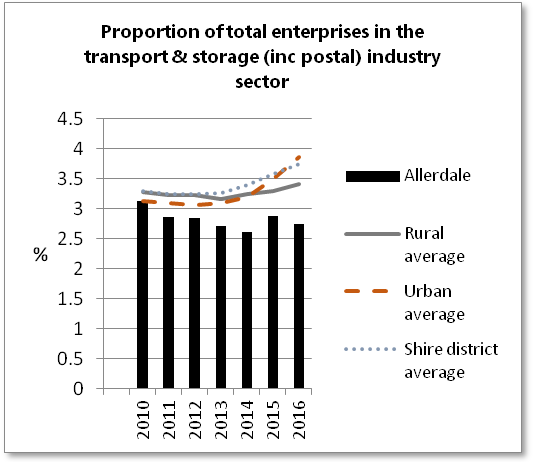 Proportion of total enterprises in the
transport & storage (inc postal) industry
sector
4.5
4
3.5
3
2.5
2
1.5
1
0.5
0
%
2010
2011
2012
2013
2014
2015
2016
Allerdale
Rural
average
Urban
average
Shire district
average